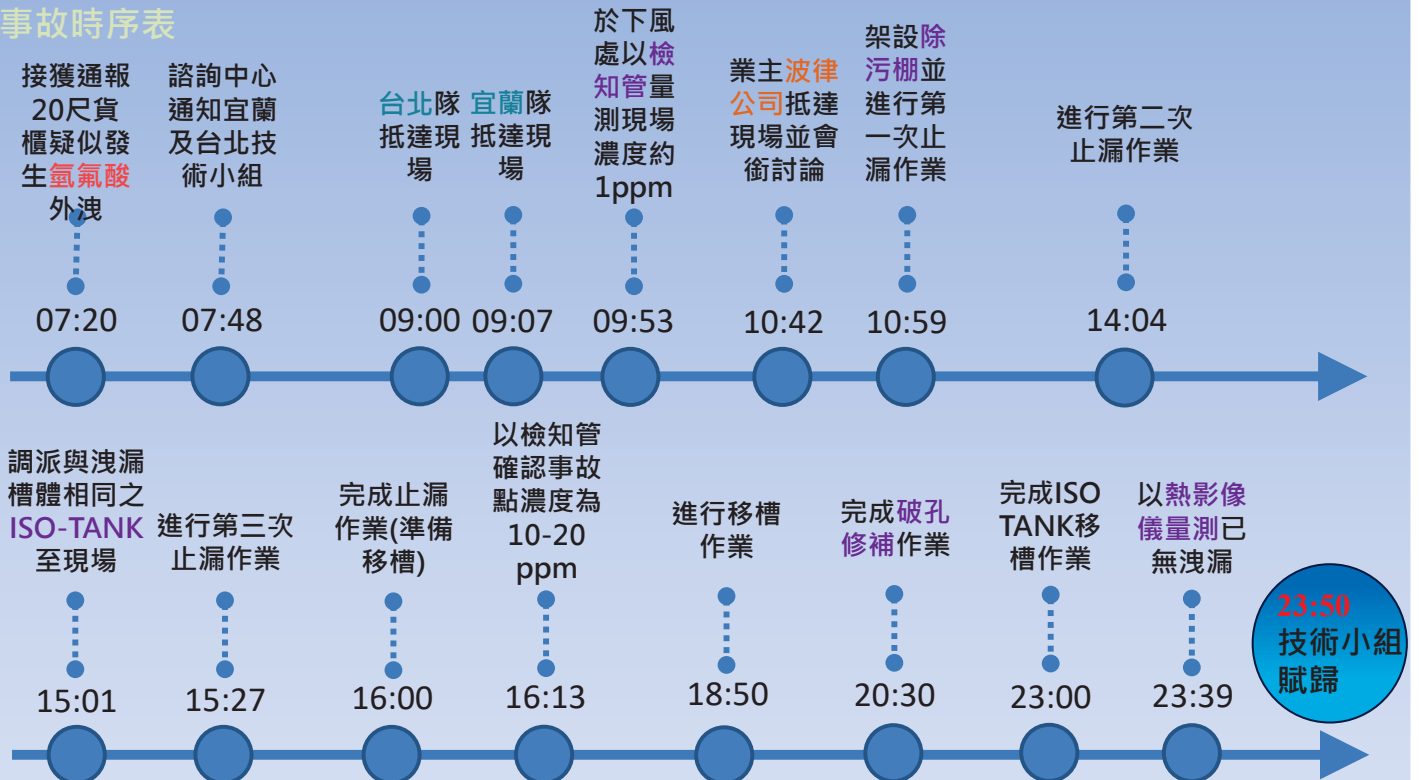 事故時序表
接獲通報
20尺貨
櫃疑似發
生氫氟酸
外洩
諮詢中心
通知宜蘭
及台北技
術小組
台北隊
抵達現
場
宜蘭隊
抵達現
場
於下風
處以檢
知管量
測現場
濃度約
1ppm
業主波律
公司抵達
現場並會
銜討論
架設除
污棚並
進行第
一次止
漏作業
進行第二次
止漏作業
07:20
07:48
09:00
09:07
09:53
10:42
10:59
14:04
調派與洩漏
槽體相同之
ISO-TANK
至現場
進行第三次
止漏作業
完成止漏
作業(準備
移槽)
以檢知管
確認事故
點濃度為
10-20
ppm
進行移槽
作業
完成破孔
修補作業
完成ISO
TANK移
槽作業
以熱影像
儀量測已
無洩漏
15:01
15:27
16:00
16:13
18:50
20:30
23:00
23:39
23:50
技術小組
賦歸